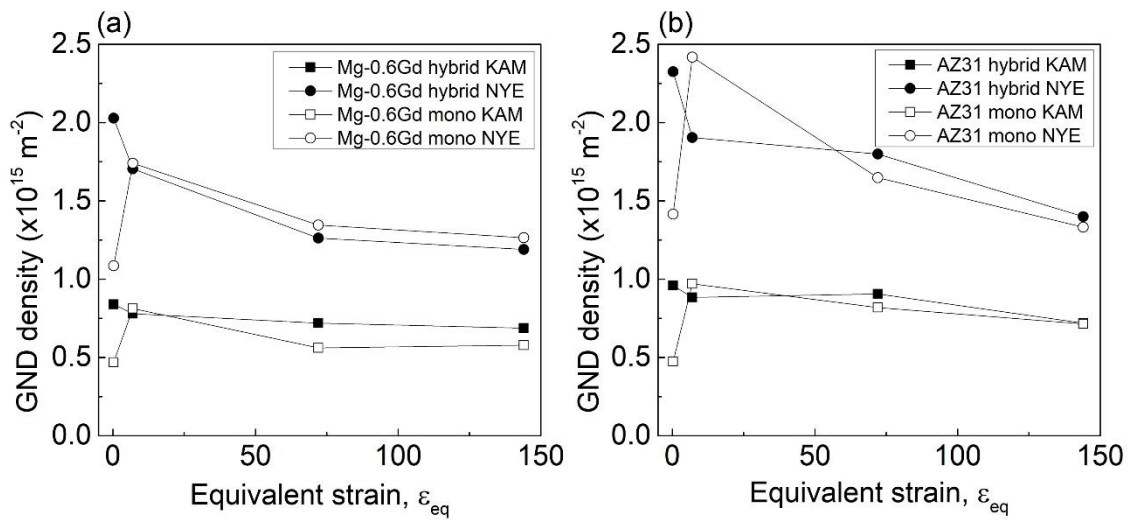 (a)
Mg-0.6Gd hybrid KAM
Mg-0.6Gd hybrid NYE
Mg-0.6Gd mono KAM
Mg-0.6Gd mono NYE
GND density (x10¹⁵ m⁻²)
2.5
2.0
1.5
1.0
0.5
0.0
0 50 100 150
Equivalent strain, εeq
(b)
AZ31 hybrid KAM
AZ31 hybrid NYE
AZ31 mono KAM
AZ31 mono NYE
GND density (x10¹⁵ m⁻²)
2.5
2.0
1.5
1.0
0.5
0.0
0 50 100 150
Equivalent strain, εeq